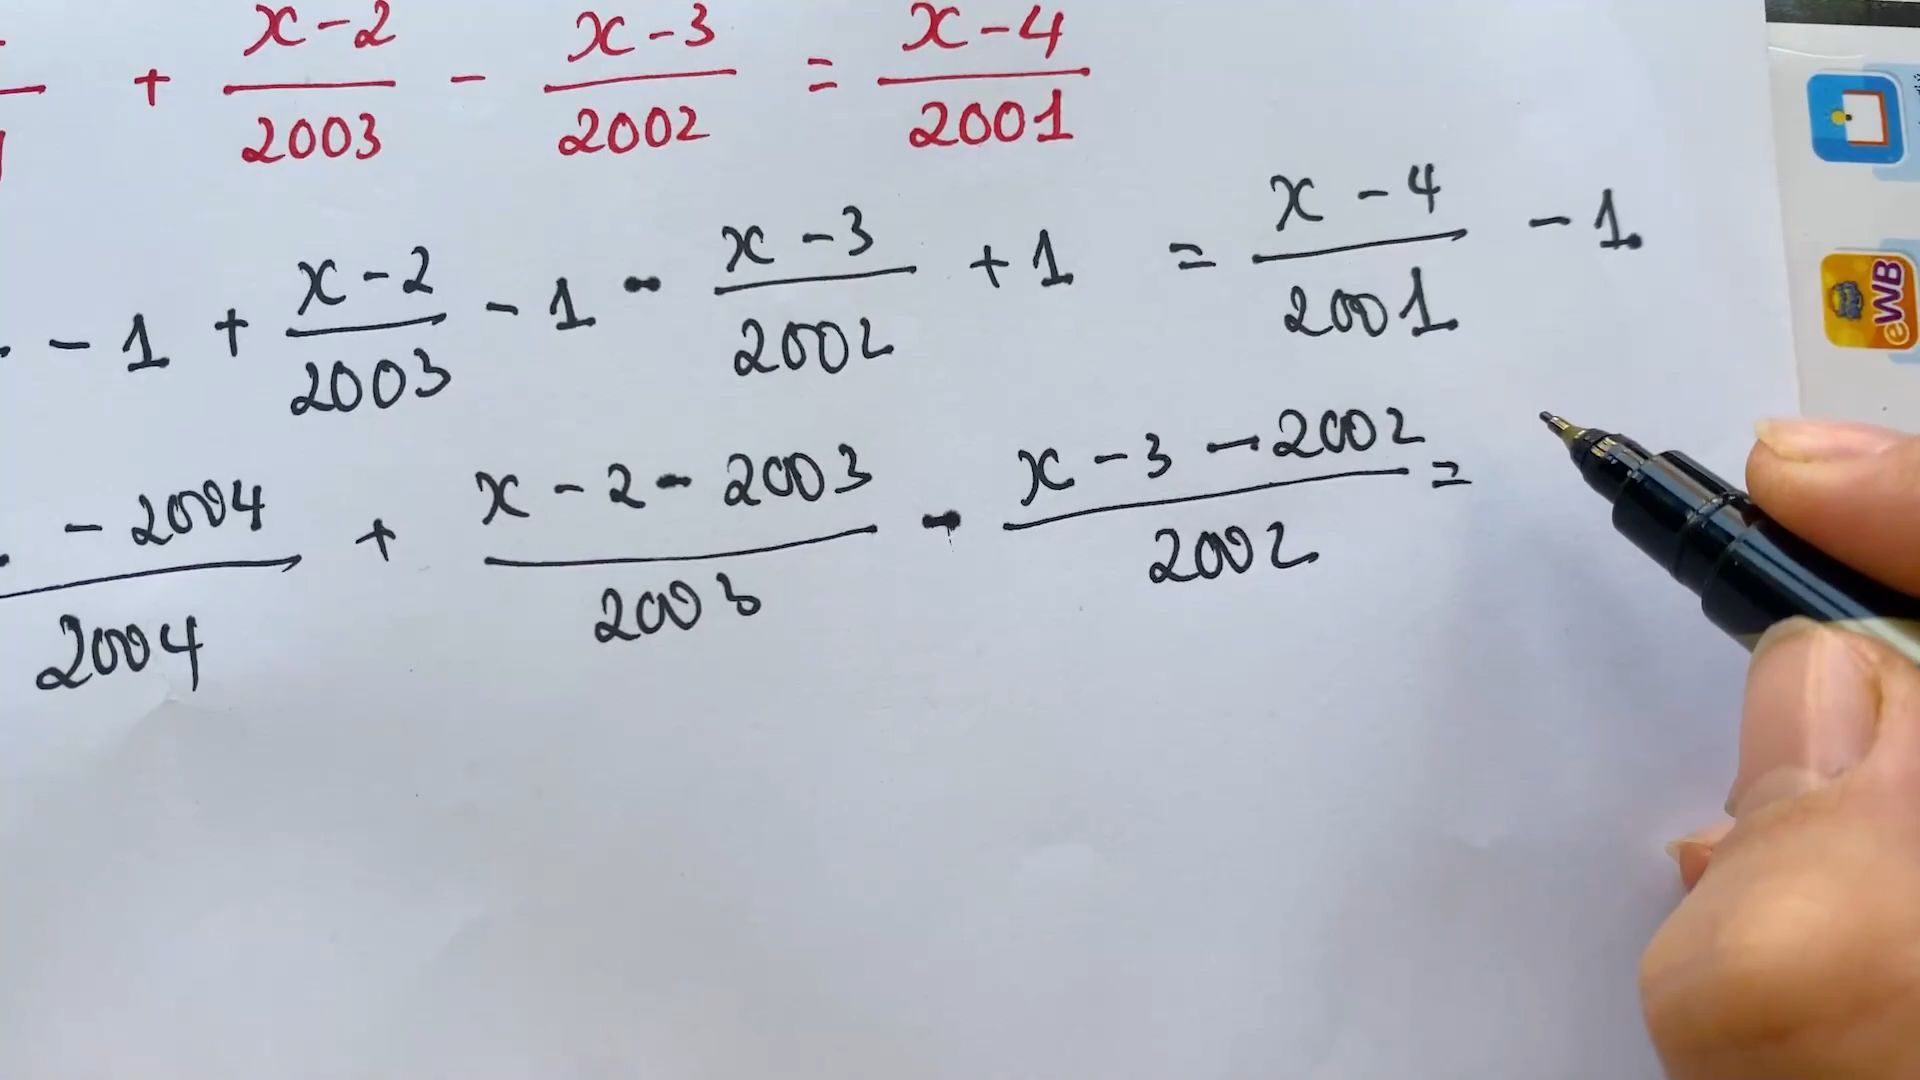 + x-2/2003 - x-3/2002 = x-4/2001
- 1 + x-2/2003 - 1 - x-3/2002 + 1 = x-4/2001 - 1
- 2004/2004 + x-2-2003/2003 - x-3-2002/2002 =
eWB